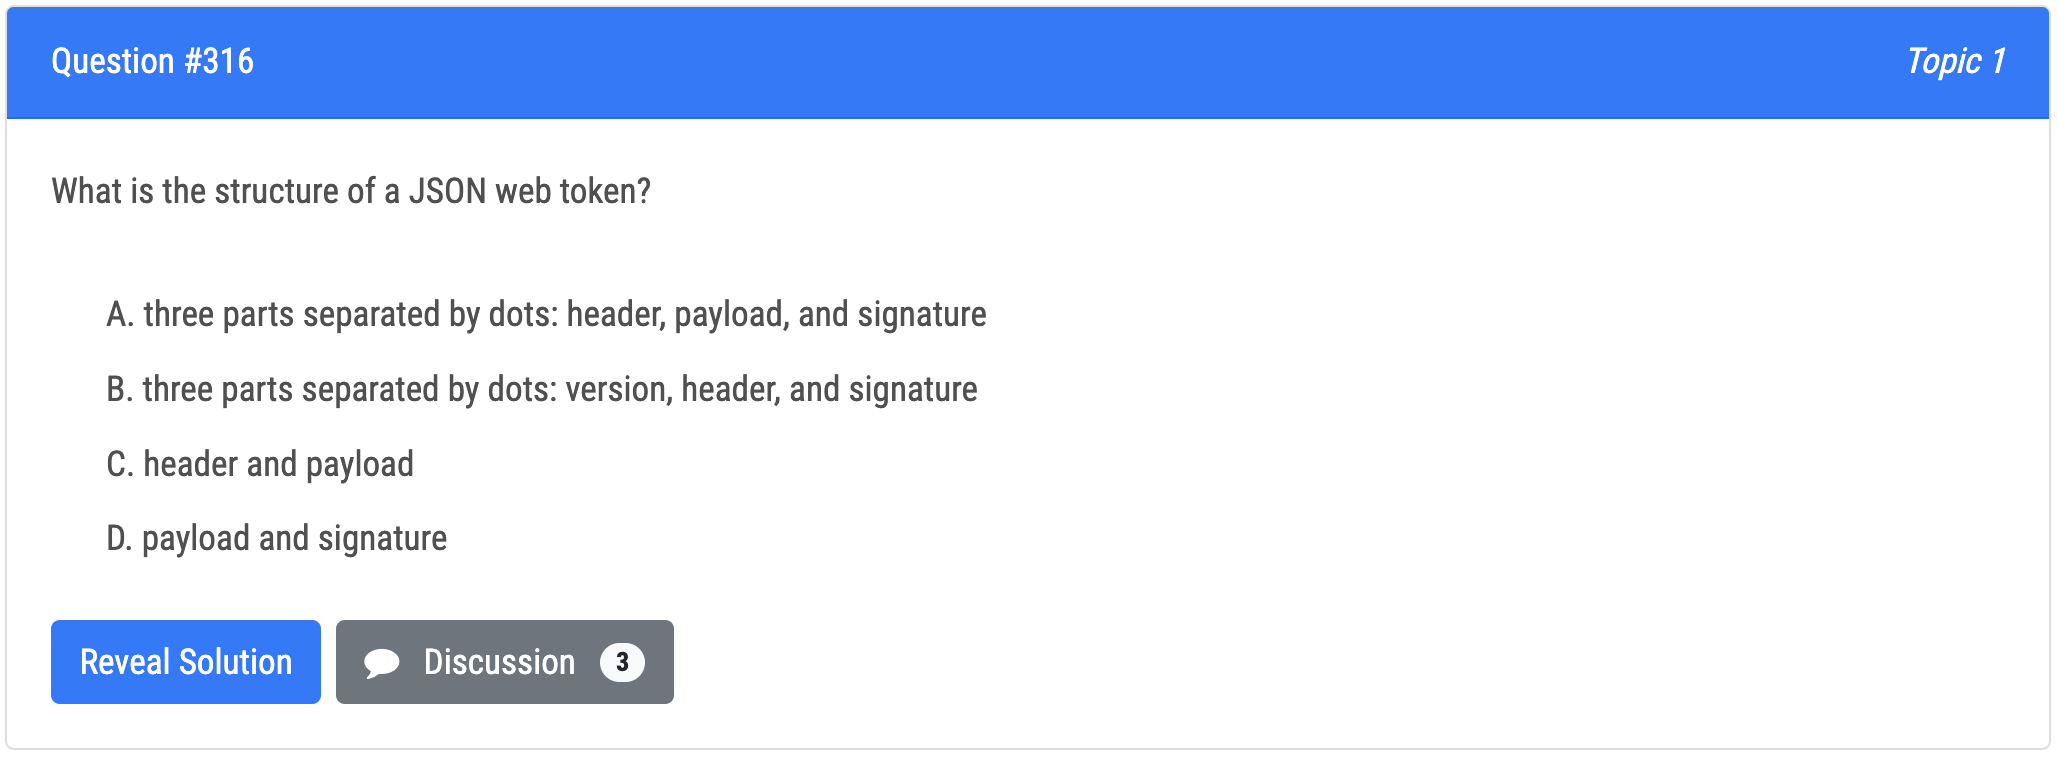 Question #316
Topic 1
What is the structure of a JSON web token?
A. three parts separated by dots: header, payload, and signature
B. three parts separated by dots: version, header, and signature
C. header and payload
D. payload and signature
Reveal Solution
Discussion 3